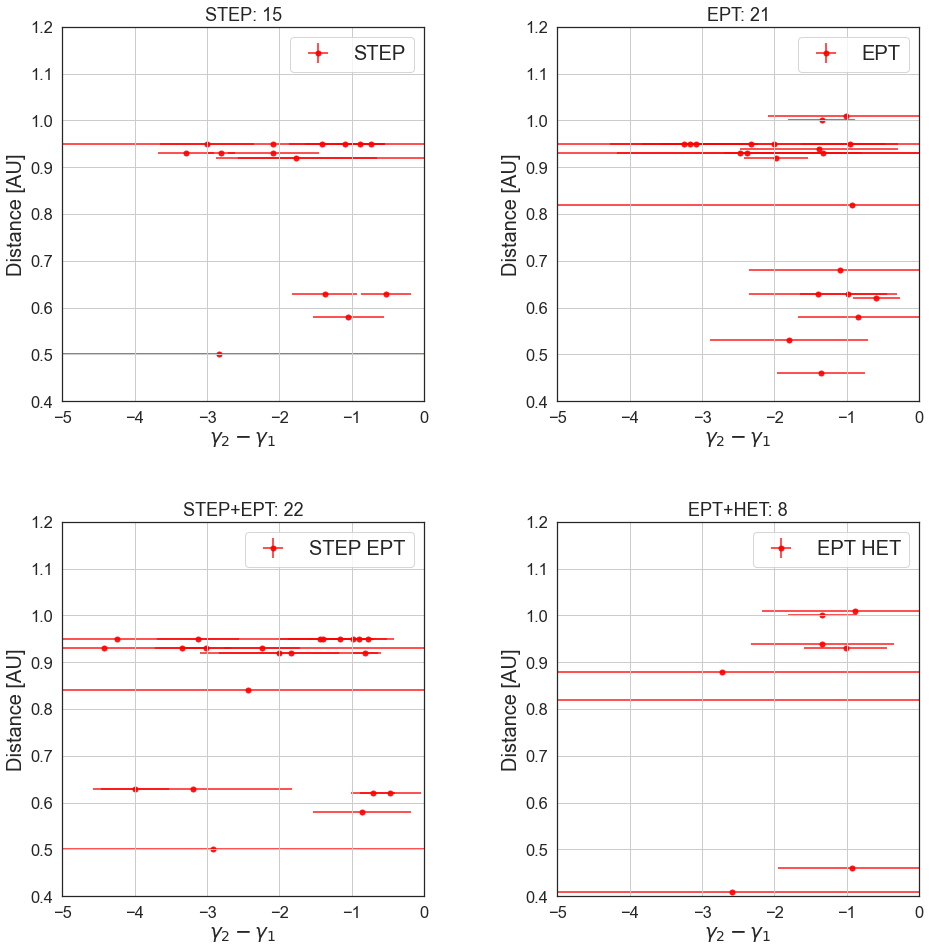 STEP: 15
STEP
Distance [AU]
1.2
1.1
1.0
0.9
0.8
0.7
0.6
0.5
0.4
−5 −4 −3 −2 −1 0
γ₂ − γ₁
EPT: 21
EPT
Distance [AU]
1.2
1.1
1.0
0.9
0.8
0.7
0.6
0.5
0.4
−5 −4 −3 −2 −1 0
γ₂ − γ₁
STEP+EPT: 22
STEP EPT
Distance [AU]
1.2
1.1
1.0
0.9
0.8
0.7
0.6
0.5
0.4
−5 −4 −3 −2 −1 0
γ₂ − γ₁
EPT+HET: 8
EPT HET
Distance [AU]
1.2
1.1
1.0
0.9
0.8
0.7
0.6
0.5
0.4
−5 −4 −3 −2 −1 0
γ₂ − γ₁